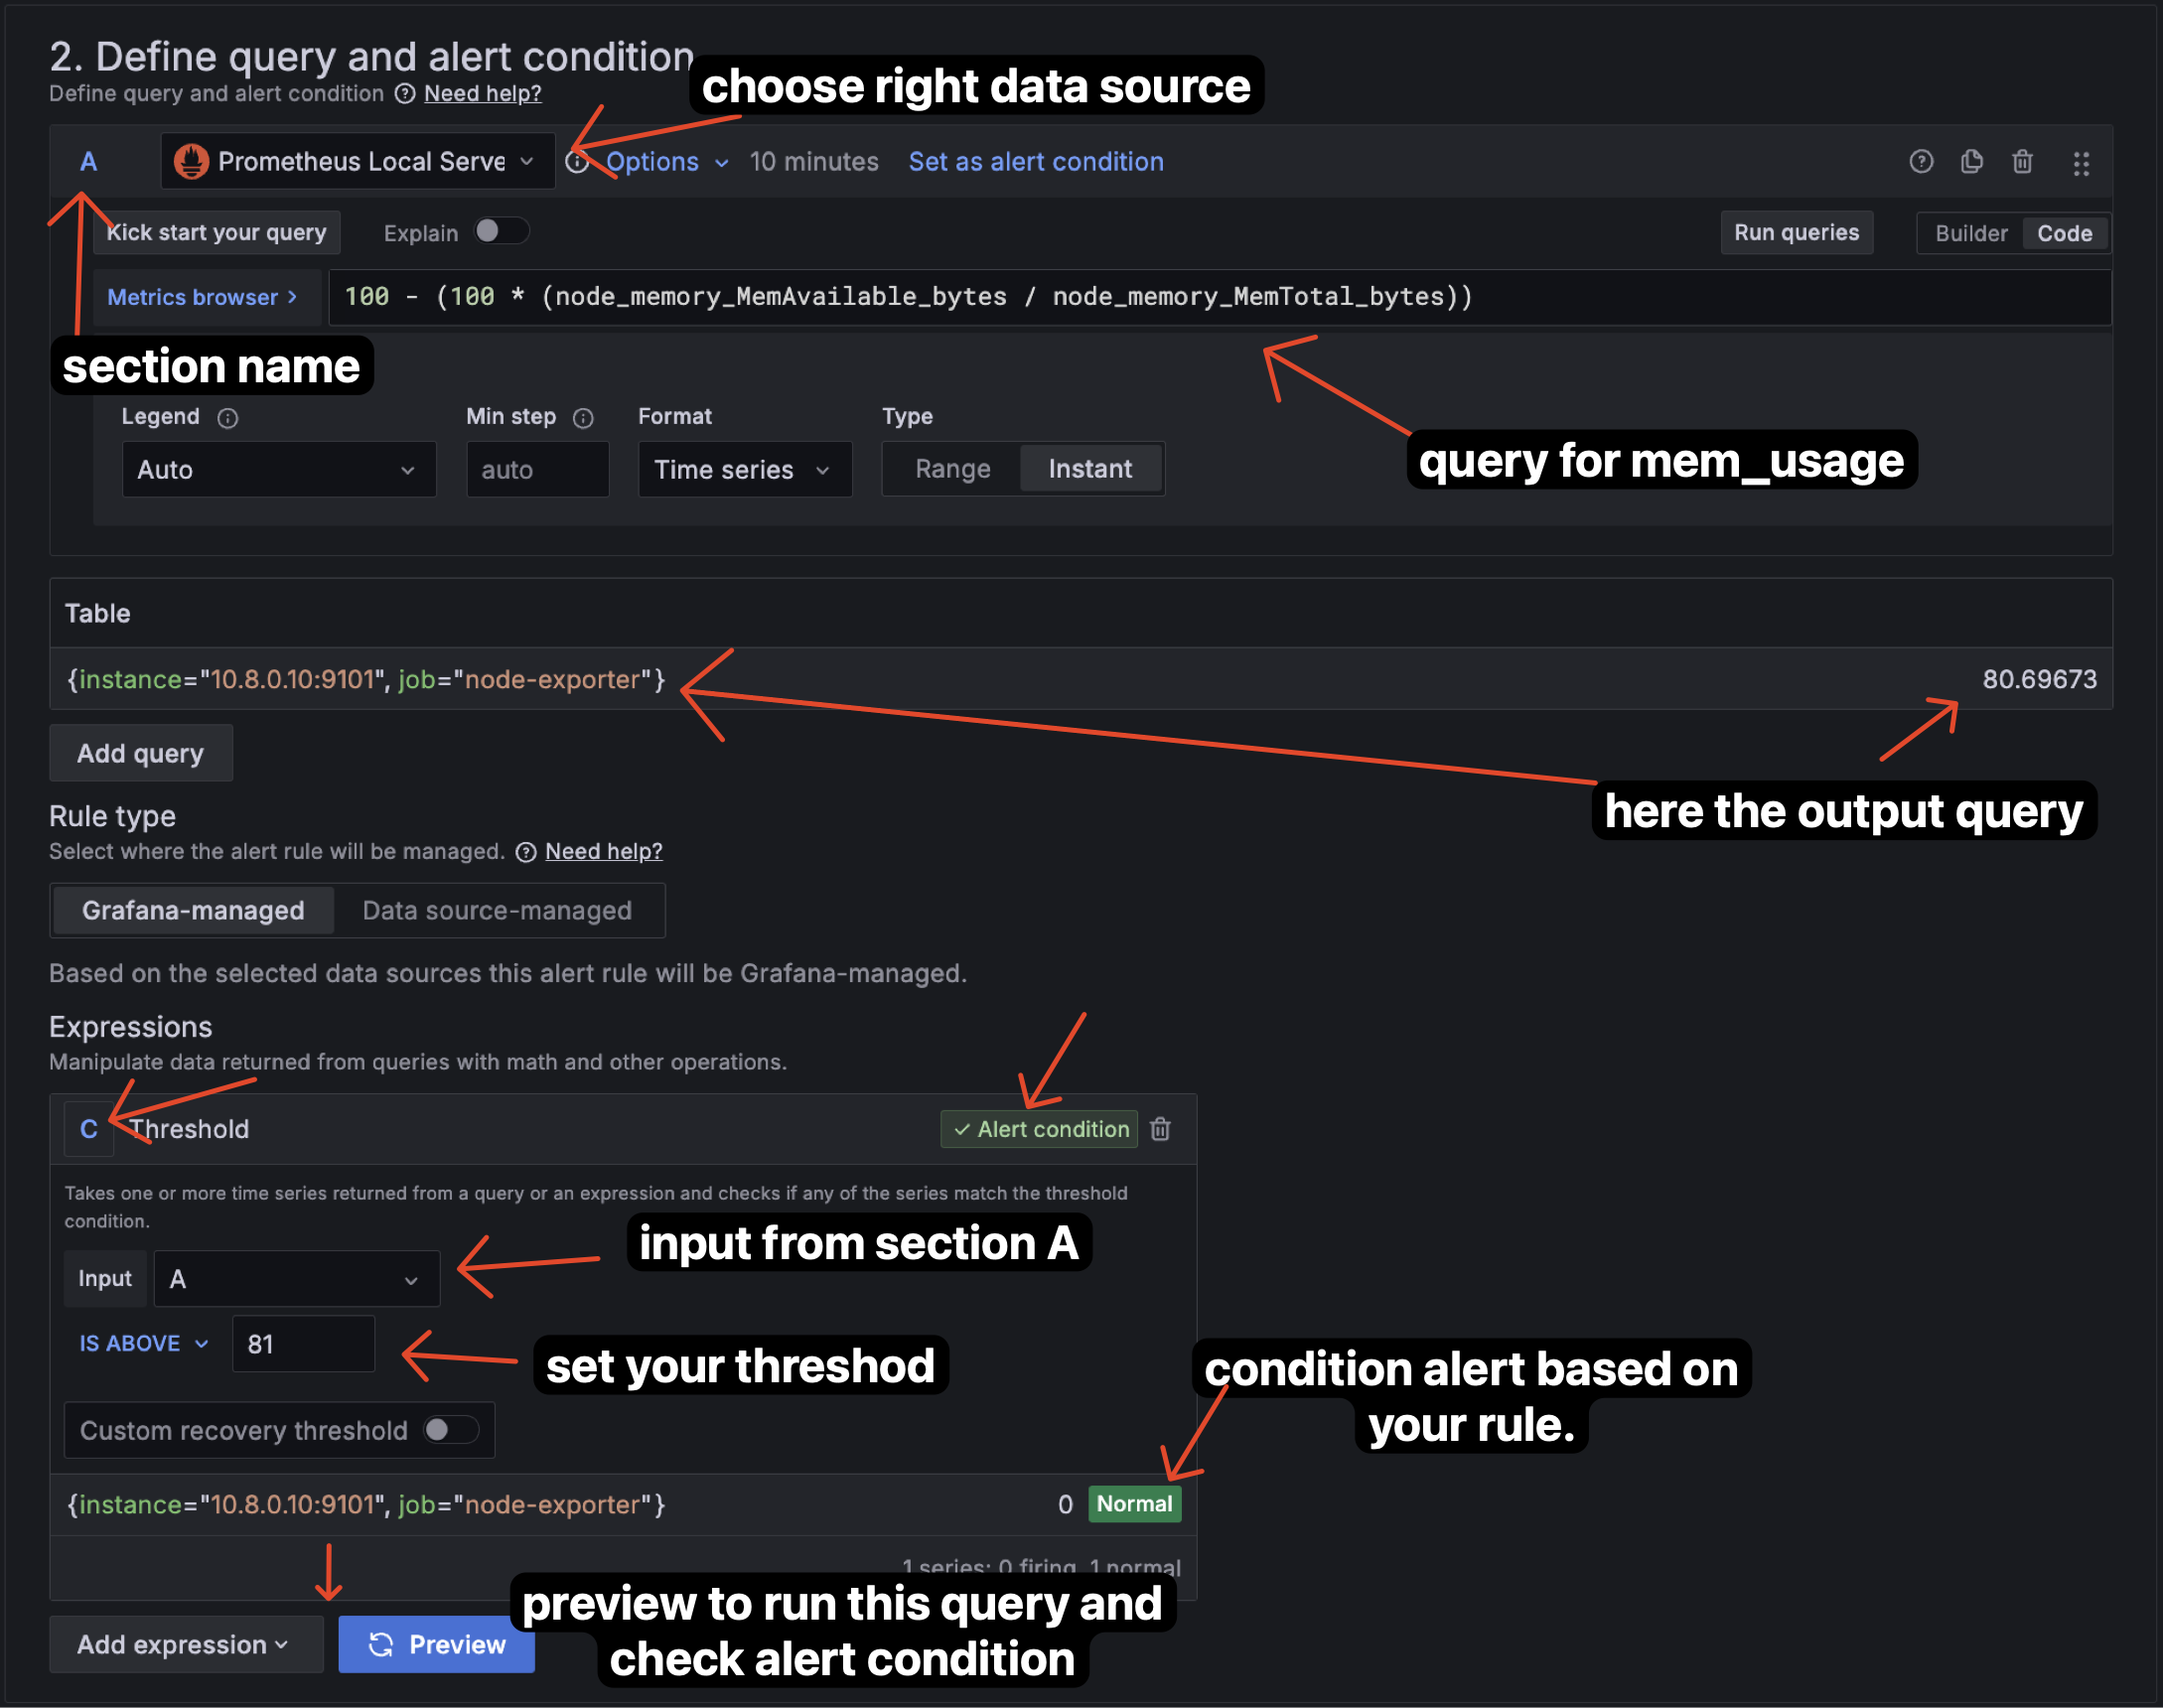 2. Define query and alert condition
choose right data source
Define query and alert condition Need help?
A Prometheus Local Serve Options 10 minutes Set as alert condition
Kick start your query Explain Run queries Builder Code
Metrics browser > 100 - (100 * (node_memory_MemAvailable_bytes / node_memory_MemTotal_bytes))
section name
Legend Min step Format Type
query for mem_usage
Auto auto Time series Range Instant
Table
{instance="10.8.0.10:9101", job="node-exporter"} 80.69673
Add query
here the output query
Rule type
Select where the alert rule will be managed. Need help?
Grafana-managed Data source-managed
Based on the selected data sources this alert rule will be Grafana-managed.
Expressions
Manipulate data returned from queries with math and other operations.
C Threshold Alert condition
Takes one or more time series returned from a query or an expression and checks if any of the series match the threshold
condition.
input from section A
Input A
IS ABOVE 81
set your threshod
condition alert based on
your rule.
Custom recovery threshold
{instance="10.8.0.10:9101", job="node-exporter"} 0 Normal
1 series: 0 firing, 1 normal
preview to run this query and
check alert condition
Add expression Preview